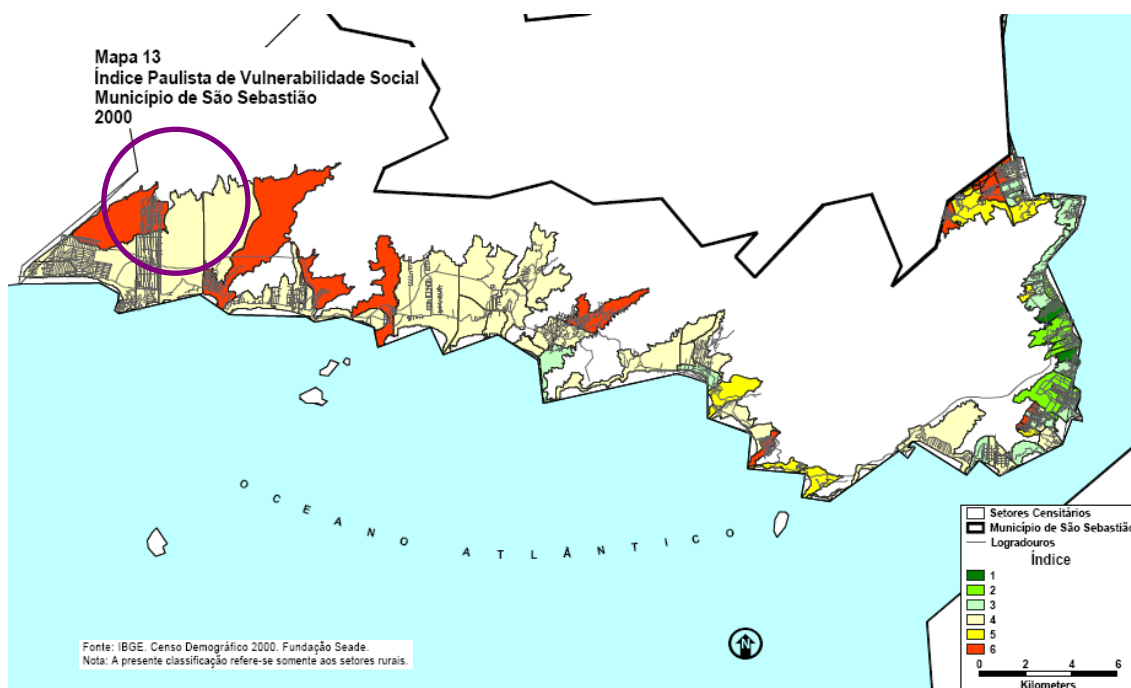 Mapa 13
Índice Paulista de Vulnerabilidade Social
Município de São Sebastião
2000
OCEANO ATLÂNTICO
Setores Censitários
Município de São Sebastião
Logradouros
Índice
1
2
3
4
5
6
0 2 4 6
Kilometers
N
Fonte: IBGE. Censo Demográfico 2000. Fundação Seade.
Nota: A presente classificação refere-se somente aos setores rurais.